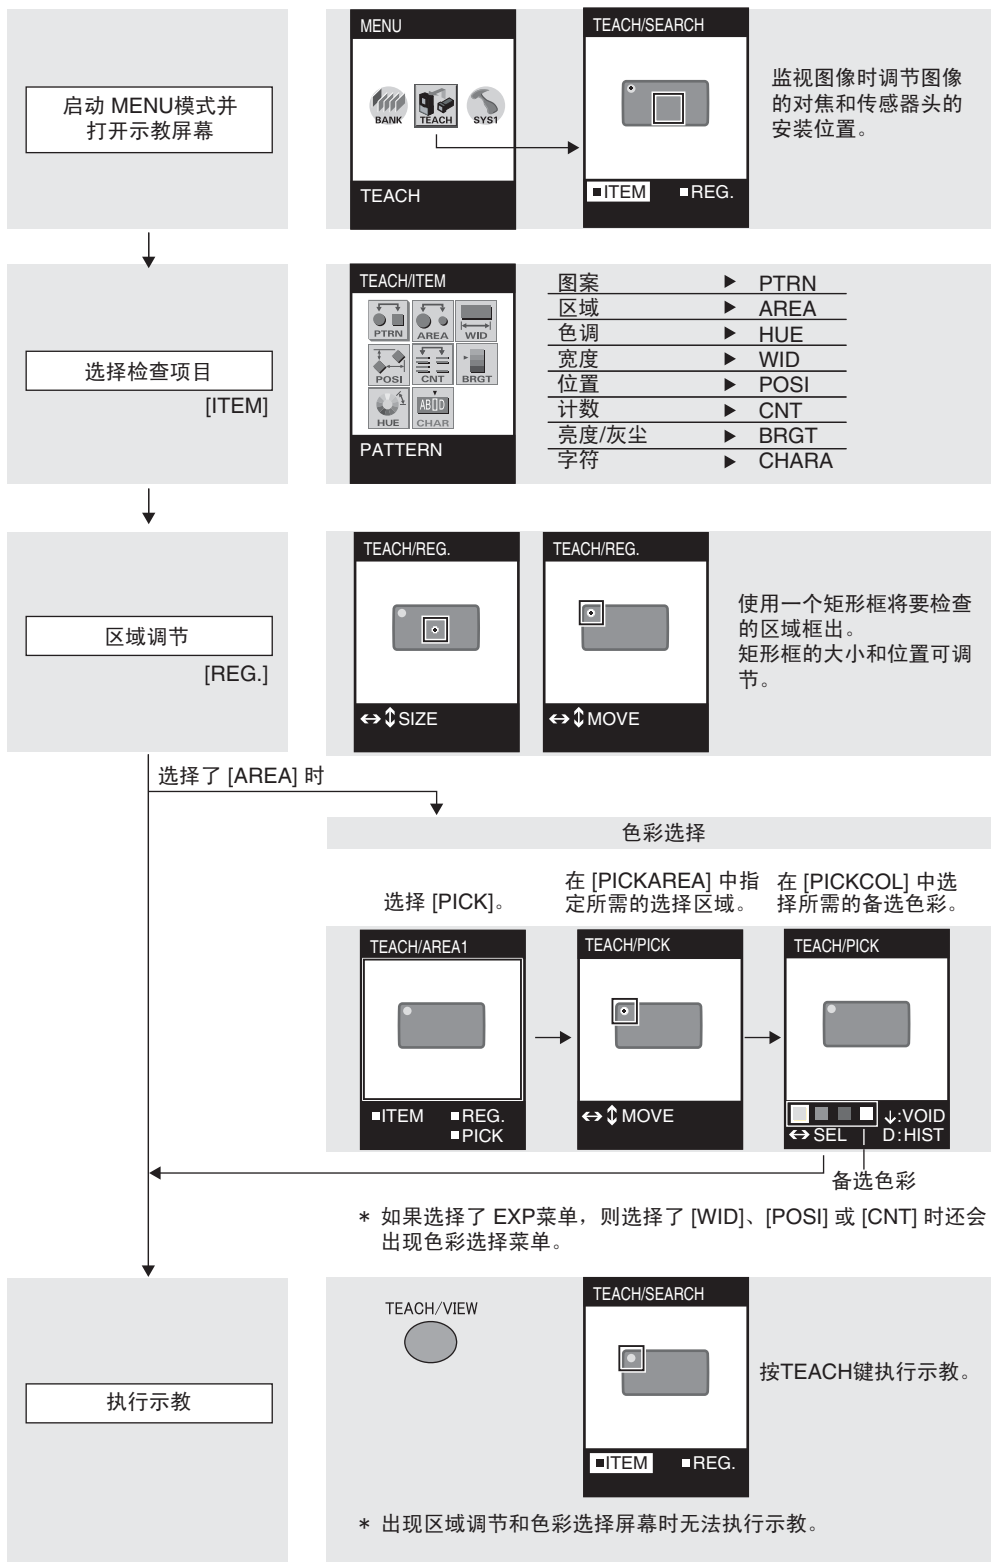 启动 MENU模式并
打开示教屏幕
MENU
BANK TEACH SYS1
TEACH
TEACH/SEARCH
■ITEM ■REG.
监视图像时调节图像
的对焦和传感器头的
安装位置。
选择检查项目
[ITEM]
TEACH/ITEM
PTRN AREA WID
POSI CNT BRGT
HUE AB▯D CHAR
PATTERN
图案 ▶ PTRN
区域 ▶ AREA
色调 ▶ HUE
宽度 ▶ WID
位置 ▶ POSI
计数 ▶ CNT
亮度/灰尘 ▶ BRGT
字符 ▶ CHARA
区域调节
[REG.]
TEACH/REG.
↔↕SIZE
TEACH/REG.
↔↕MOVE
使用一个矩形框将要检查
的区域框出。
矩形框的大小和位置可调
节。
选择了 [AREA] 时
色彩选择
选择 [PICK]。
在 [PICKAREA] 中指
定所需的选择区域。
在 [PICKCOL] 中选
择所需的备选色彩。
TEACH/AREA1
■ITEM ■REG.
■PICK
TEACH/PICK
↔↕MOVE
TEACH/PICK
↓:VOID
↔ SEL D:HIST
备选色彩
* 如果选择了 EXP菜单，则选择了 [WID]、[POSI] 或 [CNT] 时还会
出现色彩选择菜单。
执行示教
TEACH/VIEW
TEACH/SEARCH
■ITEM ■REG.
按TEACH键执行示教。
* 出现区域调节和色彩选择屏幕时无法执行示教。